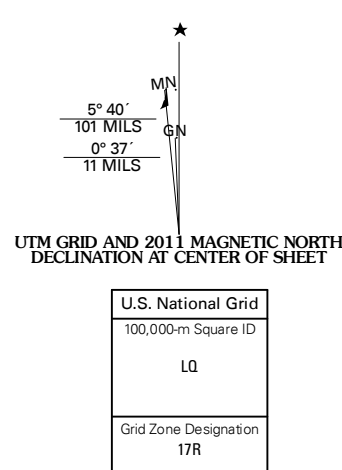 MN
5° 40´
101 MILS
GN
0° 37´
11 MILS
UTM GRID AND 2011 MAGNETIC NORTH
DECLINATION AT CENTER OF SHEET
U.S. National Grid
100,000-m Square ID
LQ
Grid Zone Designation
17R